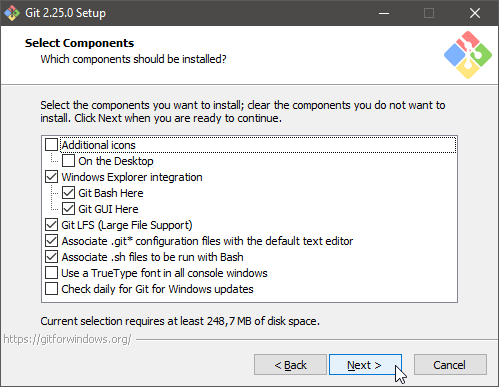 Git 2.25.0 Setup
Select Components
Which components should be installed?
Select the components you want to install; clear the components you do not want to
install. Click Next when you are ready to continue.
Additional icons
On the Desktop
Windows Explorer integration
Git Bash Here
Git GUI Here
Git LFS (Large File Support)
Associate .git* configuration files with the default text editor
Associate .sh files to be run with Bash
Use a TrueType font in all console windows
Check daily for Git for Windows updates
Current selection requires at least 248,7 MB of disk space.
https://gitforwindows.org/
< Back
Next >
Cancel